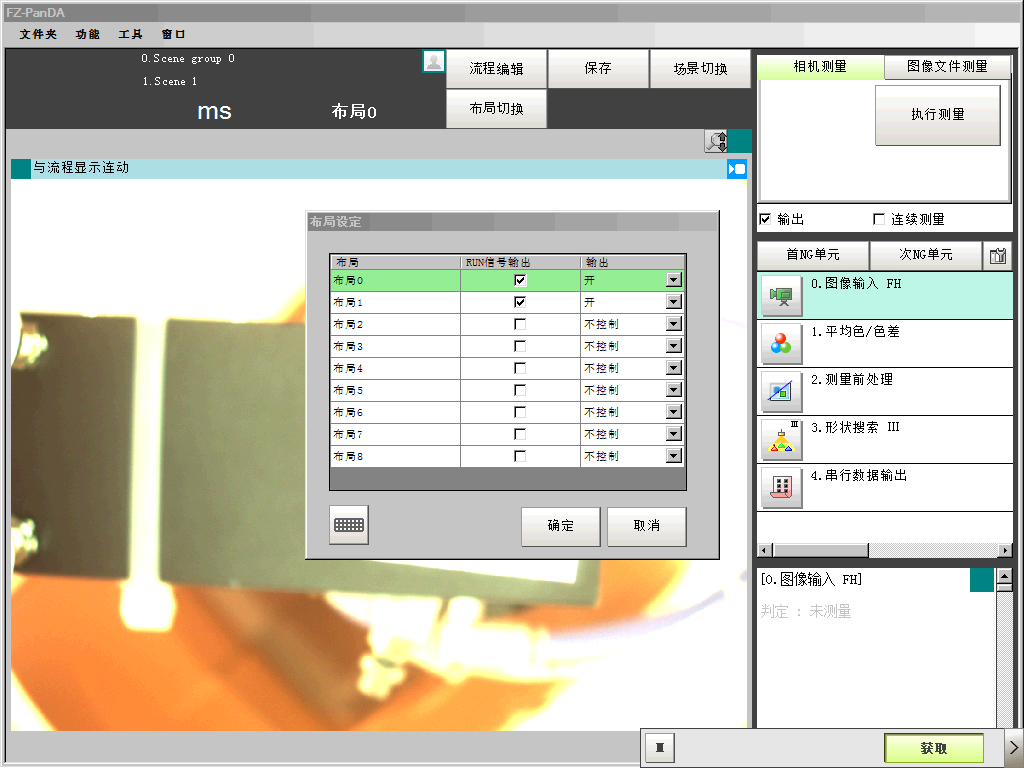 FZ-PanDA
文件夹 功能 工具 窗口
0.Scene group 0
1.Scene 1
ms 布局0
流程编辑 保存 场景切换
布局切换
相机测量 图像文件测量
执行测量
输出 连续测量
与流程显示连动
首NG单元 次NG单元
0.图像输入 FH
1.平均色/色差
2.测量前处理
III
3.形状搜索 III
4.串行数据输出
布局设定
布局 RUN信号输出 输出
布局0 开
布局1 开
布局2 不控制
布局3 不控制
布局4 不控制
布局5 不控制
布局6 不控制
布局7 不控制
布局8 不控制
确定 取消
[0.图像输入 FH]
判定 : 未测量
获取